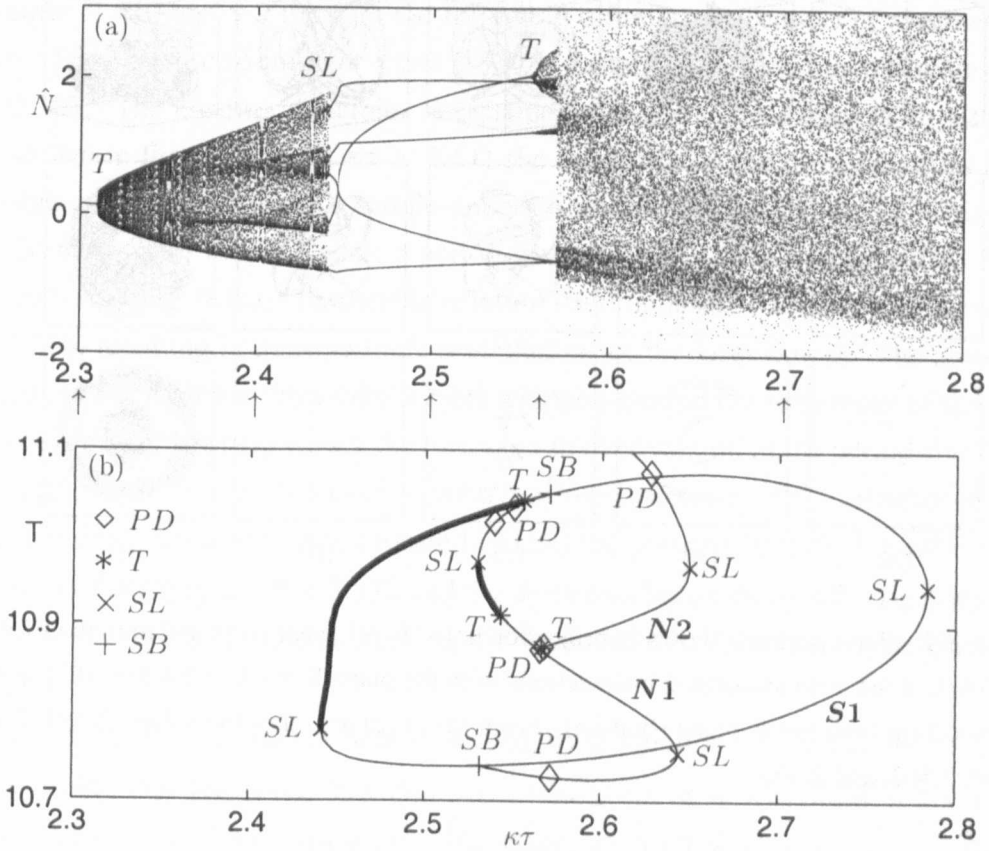 (a)
SL
T
2
N̂
T
0
−2
2.3 2.4 2.5 2.6 2.7 2.8
↑ ↑ ↑ ↑ ↑
11.1
(b)
SB
T
PD
T
◇ PD
PD
* T
SL
SL
SL
× SL
10.9
T
T
N2
+ SB
PD
N1
S1
SL
SB
PD
SL
10.7
2.3 2.4 2.5 2.6 2.7 2.8
κτ